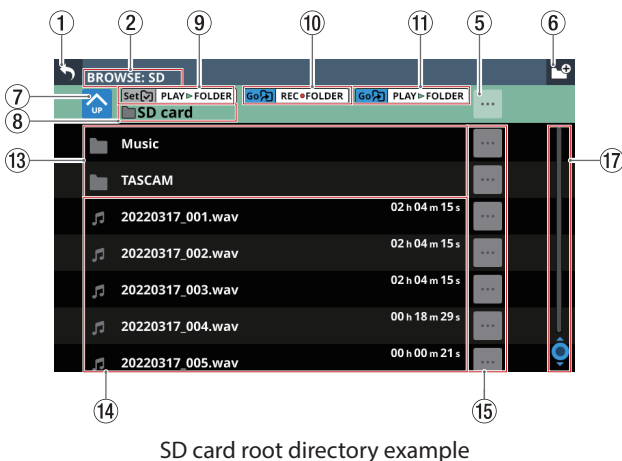 ① ② ⑨ ⑩ ⑪ ⑤ ⑥
BROWSE: SD
⑦ UP Set PLAY▷FOLDER Go REC●FOLDER Go PLAY▷FOLDER ...
⑧ SD card
Music ...
⑬ ⑰
TASCAM ...
20220317_001.wav 02 h 04 m 15 s ...
20220317_002.wav 02 h 04 m 15 s ...
20220317_003.wav 02 h 04 m 15 s ...
20220317_004.wav 00 h 18 m 29 s ...
20220317_005.wav 00 h 00 m 21 s ...
⑭ ⑮
SD card root directory example